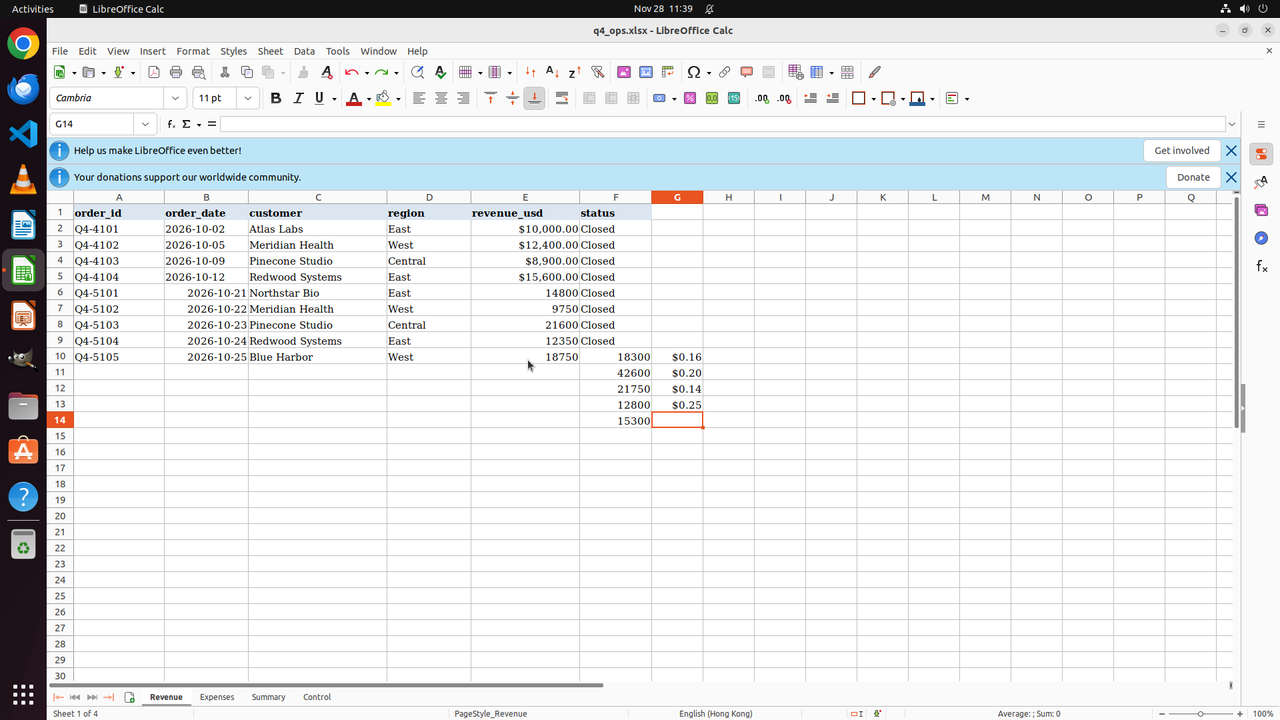 Activities LibreOffice Calc Nov 28 11:39
q4_ops.xlsx - LibreOffice Calc
File Edit View Insert Format Styles Sheet Data Tools Window Help
Cambria 11 pt
G14
Help us make LibreOffice even better! Get involved
Your donations support our worldwide community. Donate
A B C D E F G H I J K L M N O P Q
1 order_id order_date customer region revenue_usd status
2 Q4-4101 2026-10-02 Atlas Labs East $10,000.00 Closed
3 Q4-4102 2026-10-05 Meridian Health West $12,400.00 Closed
4 Q4-4103 2026-10-09 Pinecone Studio Central $8,900.00 Closed
5 Q4-4104 2026-10-12 Redwood Systems East $15,600.00 Closed
6 Q4-5101 2026-10-21 Northstar Bio East 14800 Closed
7 Q4-5102 2026-10-22 Meridian Health West 9750 Closed
8 Q4-5103 2026-10-23 Pinecone Studio Central 21600 Closed
9 Q4-5104 2026-10-24 Redwood Systems East 12350 Closed
10 Q4-5105 2026-10-25 Blue Harbor West 18750 18300 $0.16
11 42600 $0.20
12 21750 $0.14
13 12800 $0.25
14 15300
15
16
17
18
19
20
21
22
23
24
25
26
27
28
29
30
Revenue Expenses Summary Control
Sheet 1 of 4 PageStyle_Revenue English (Hong Kong) Average: ; Sum: 0 100%